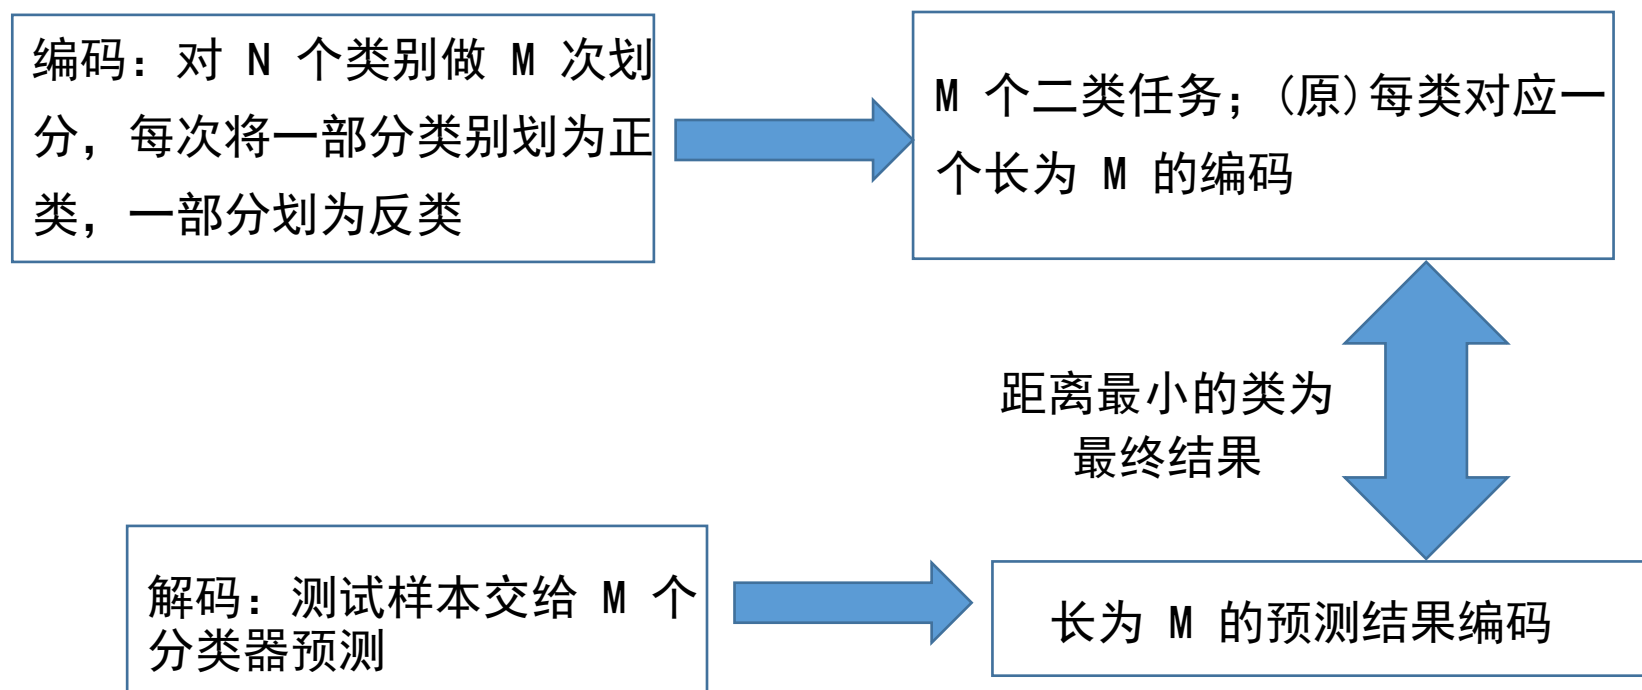 编码：对 N 个类别做 M 次划
分，每次将一部分类别划为正
类，一部分划为反类
M 个二类任务；(原)每类对应一
个长为 M 的编码
距离最小的类为
最终结果
解码：测试样本交给 M 个
分类器预测
长为 M 的预测结果编码